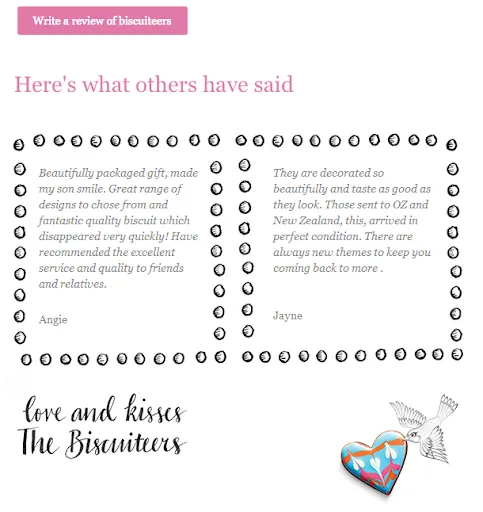 Write a review of biscuiteers
Here's what others have said
Beautifully packaged gift, made
my son smile. Great range of
designs to chose from and
fantastic quality biscuit which
disappeared very quickly! Have
recommended the excellent
service and quality to friends
and relatives.
Angie
They are decorated so
beautifully and taste as good as
they look. Those sent to OZ and
New Zealand, this, arrived in
perfect condition. There are
always new themes to keep you
coming back to more .
Jayne
love and kisses
The Biscuiteers